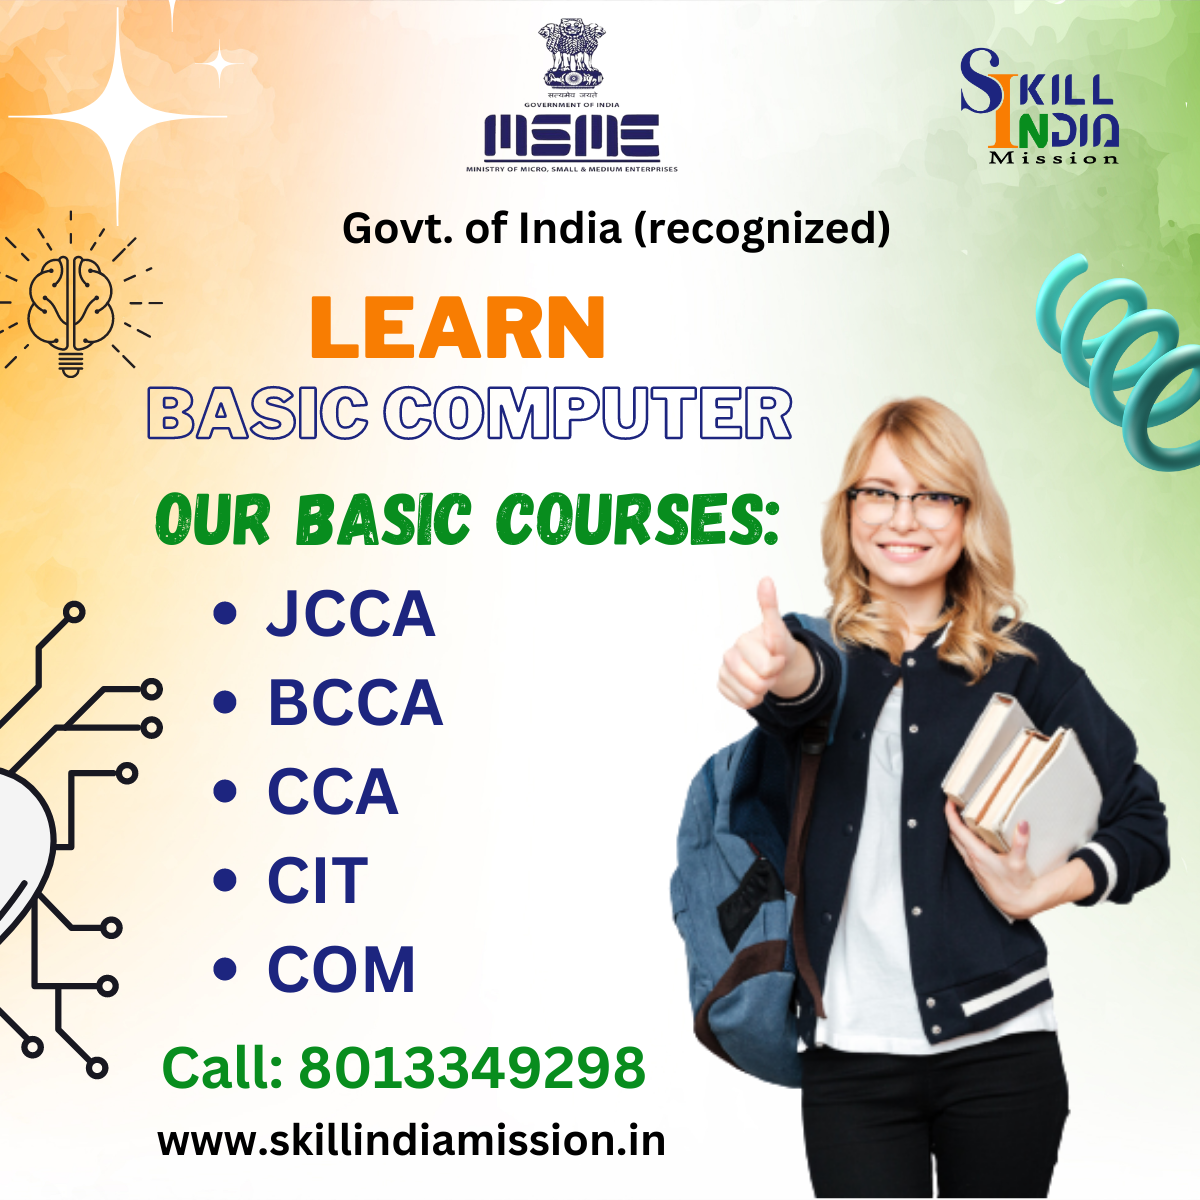 सत्यमेव जयते
GOVERNMENT OF INDIA
MSME
MINISTRY OF MICRO, SMALL & MEDIUM ENTERPRISES
SKILL
INDIA
Mission
Govt. of India (recognized)
LEARN
BASIC COMPUTER
OUR BASIC COURSES:
• JCCA
• BCCA
• CCA
• CIT
• COM
Call: 8013349298
www.skillindiamission.in